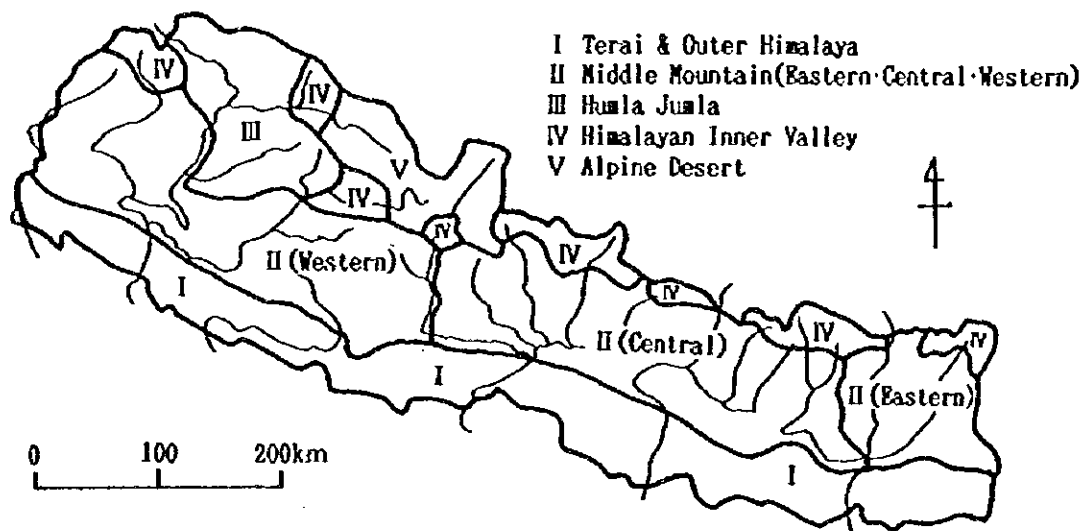 I Terai & Outer Himalaya
II Middle Mountain(Eastern·Central·Western)
III Humla Jumla
IV Himalayan Inner Valley
V Alpine Desert
IV
IV
III
V
IV
IV
IV
II (Western)
I
IV
II (Central)
IV
IV
I
II (Eastern)
0 100 200km
I